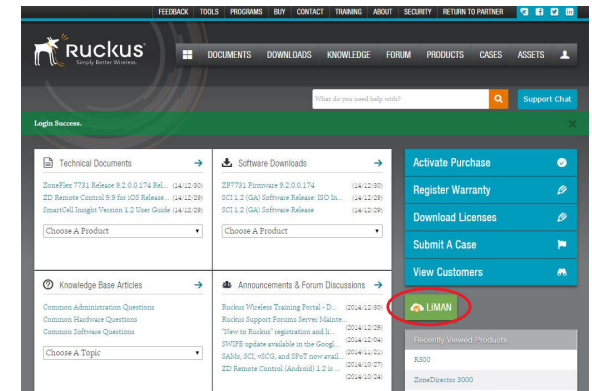 FEEDBACK TOOLS PROGRAMS BUY CONTACT TRAINING ABOUT SECURITY RETURN TO PARTNER
RUCKUS
Simply Better Wireless.
DOCUMENTS DOWNLOADS KNOWLEDGE FORUM PRODUCTS CASES ASSETS
What do you need help with?
Support Chat
Login Success.
Technical Documents
ZoneFlex 7731 Release 9.2.0.0.174 Rel... (14/12/30)
ZD Remote Control 9.9 for iOS Release... (14/12/29)
SmartCell Insight Version 1.2 User Guide (14/12/29)
Choose A Product
Software Downloads
ZF7731 Firmware 9.2.0.0.174 (14/12/30)
SCI 1.2 (GA) Software Release: ISO In... (14/12/29)
SCI 1.2 (GA) Software Release (14/12/29)
Choose A Product
Activate Purchase
Register Warranty
Download Licenses
Submit A Case
View Customers
Knowledge Base Articles
Common Administration Questions
Common Hardware Questions
Common Software Questions
Choose A Topic
Announcements & Forum Discussions
Ruckus Wireless Training Portal - D... (2014/12/30)
Ruckus Support Forums Server Mainte... (2014/12/29)
"New to Ruckus" registration and li... (2014/12/04)
SWIPE update available in the Googl... (2014/11/21)
SAMs, SCI, vSCG, and SPoT now avail... (2014/10/27)
ZD Remote Control (Android) 1.2 is ... (2014/10/24)
LiMAN
Recently Viewed Products
R300
ZoneDirector 3000